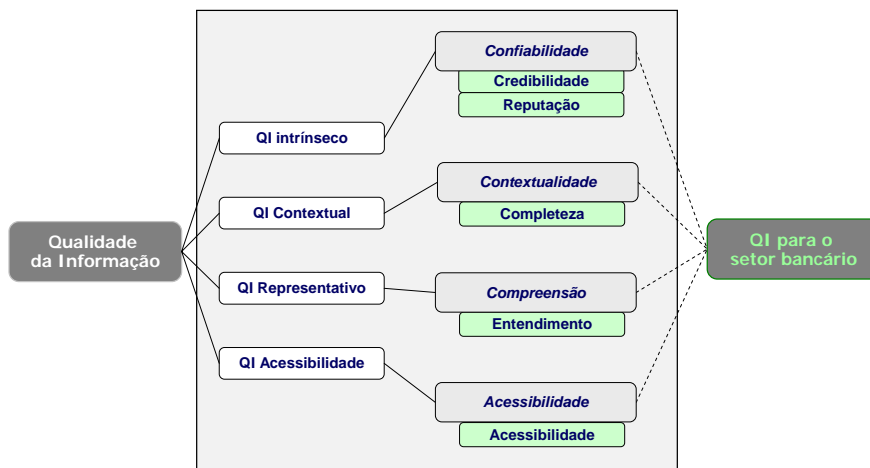 Qualidade
da Informação
QI intrínseco
QI Contextual
QI Representativo
QI Acessibilidade
Confiabilidade
Credibilidade
Reputação
Contextualidade
Completeza
Compreensão
Entendimento
Acessibilidade
Acessibilidade
QI para o
setor bancário